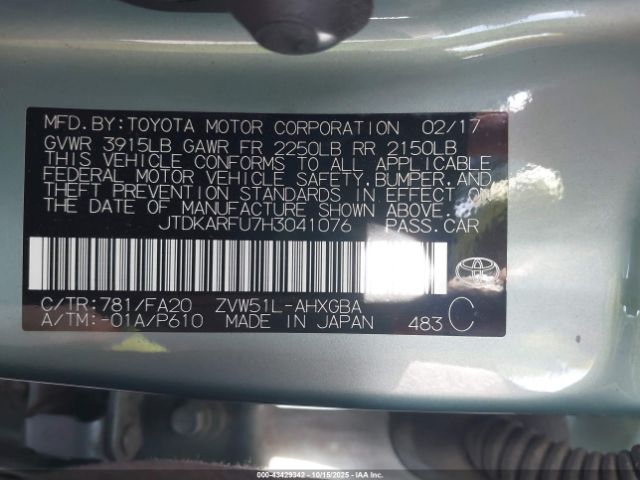 MFD.BY:TOYOTA MOTOR CORPORATION 02/17
GVWR 3915LB GAWR FR 2250LB RR 2150LB
THIS VEHICLE CONFORMS TO ALL APPLICABLE
FEDERAL MOTOR VEHICLE SAFETY,BUMPER,AND
THEFT PREVENTION STANDARDS IN EFFECT ON
THE DATE OF MANUFACTURE SHOWN ABOVE.
JTDKARFU7H3041076 PASS.CAR
C/TR:781/FA20 ZVW51L-AHXGBA
A/TM:-01A/P610 MADE IN JAPAN 483 C
000-43429342 - 10/15/2025 - IAA, Inc.